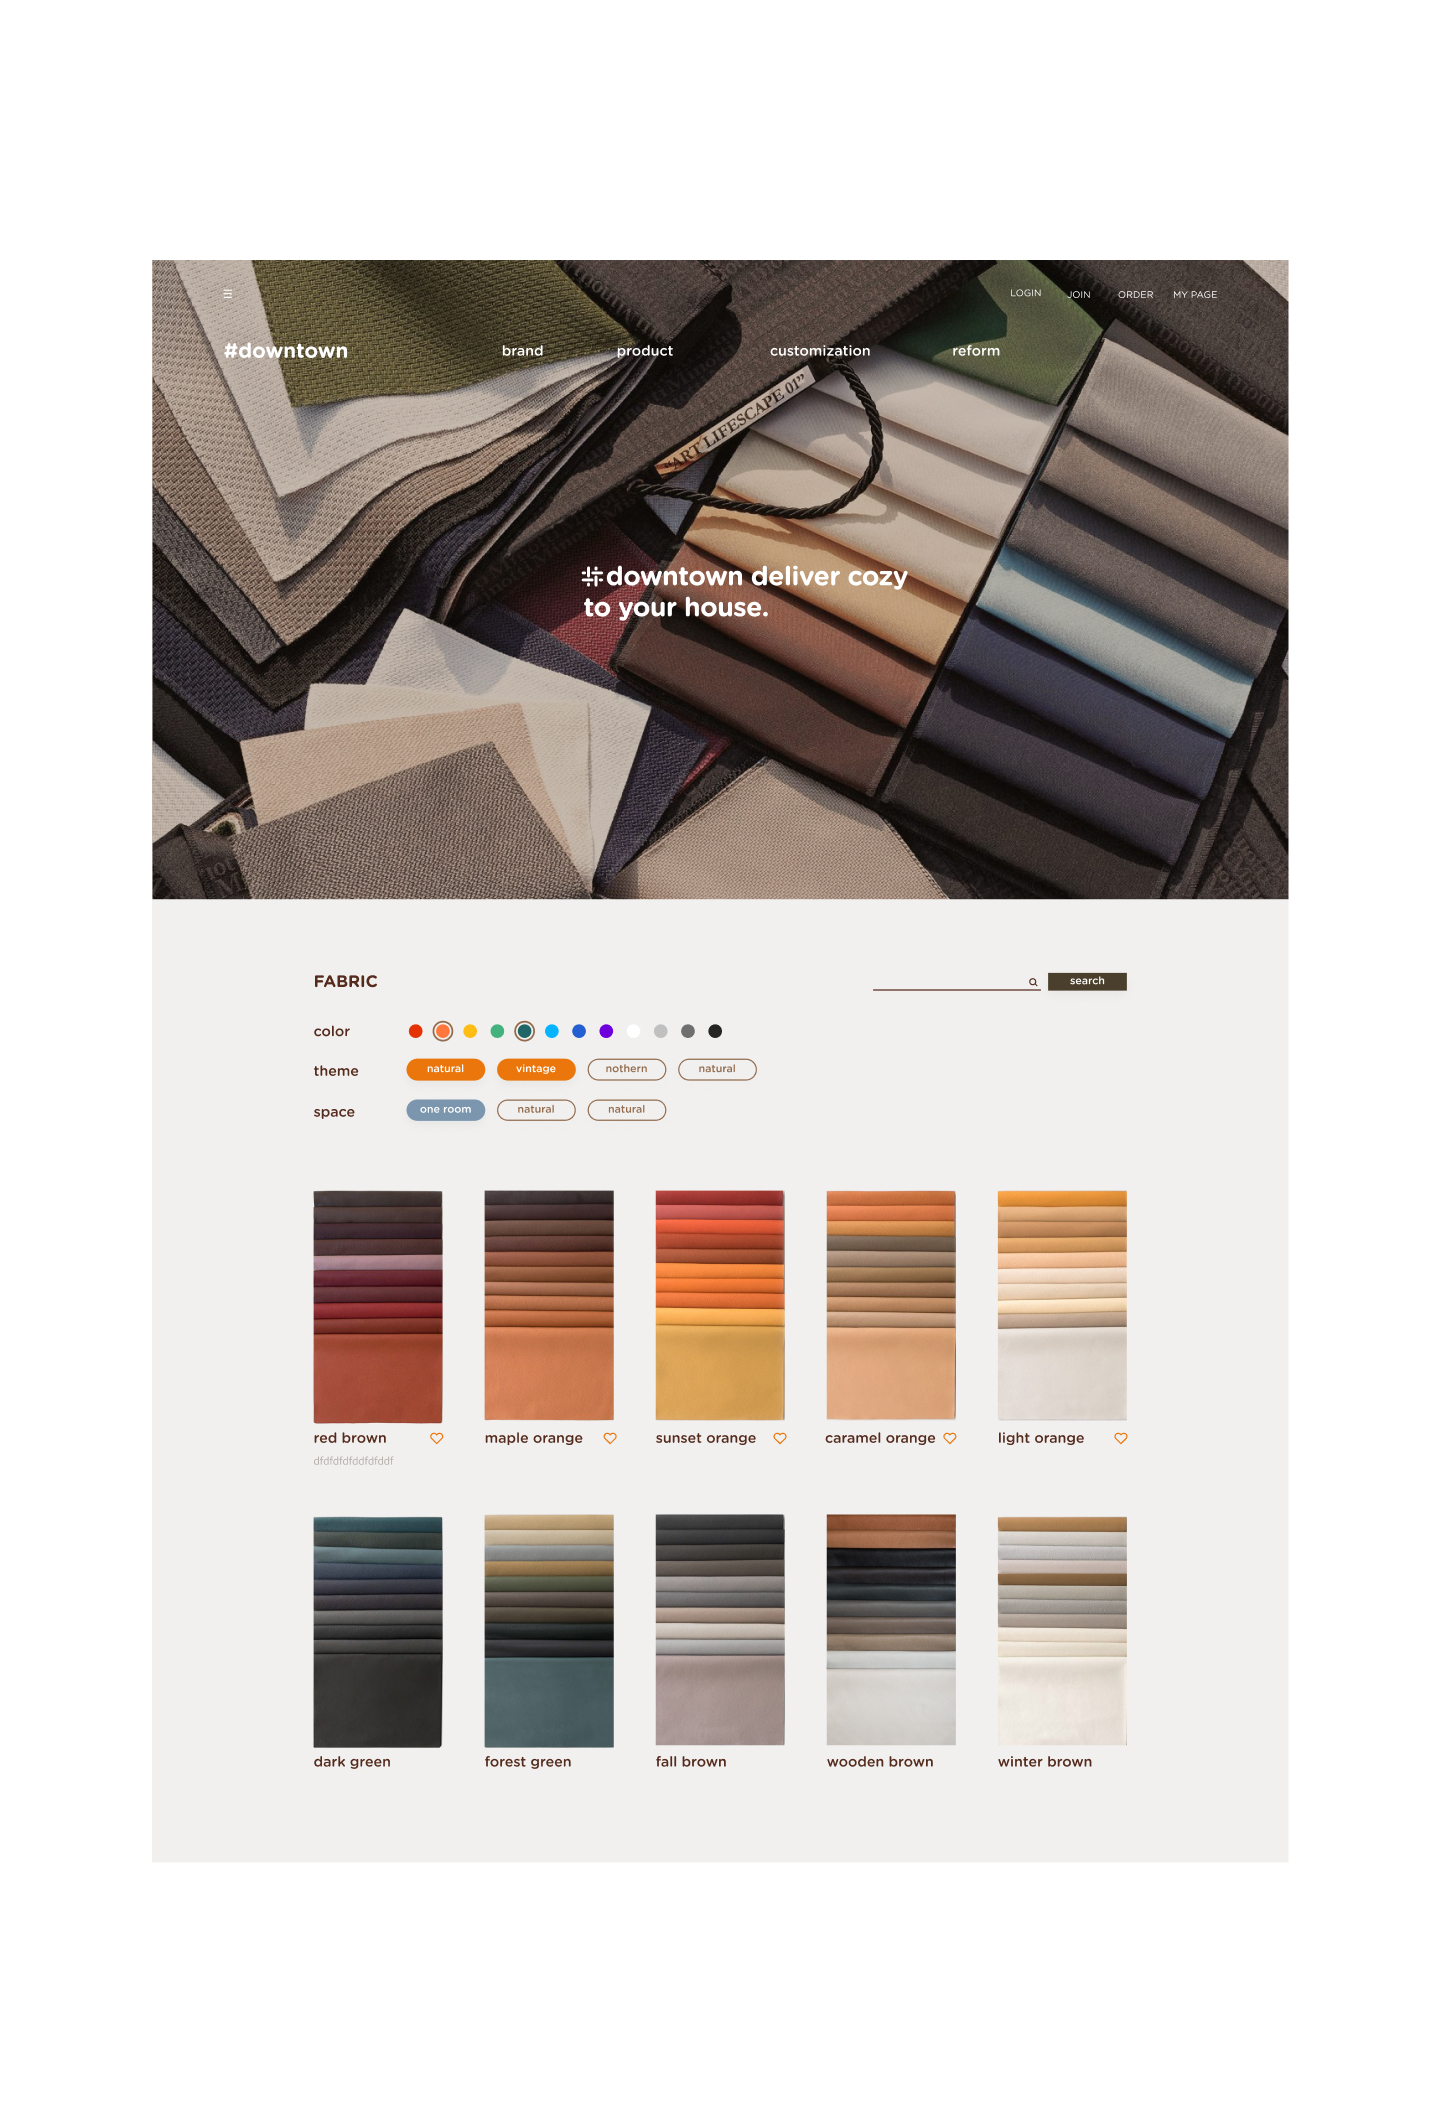 LOGIN JOIN ORDER MY PAGE
#downtown brand product customization reform
"ART LIFESCAPE 01"
#downtown deliver cozy
to your house.
FABRIC
search
color
theme natural vintage nothern natural
space one room natural natural
red brown maple orange sunset orange caramel orange light orange
dfdfdfdfddfdfddf
dark green forest green fall brown wooden brown winter brown